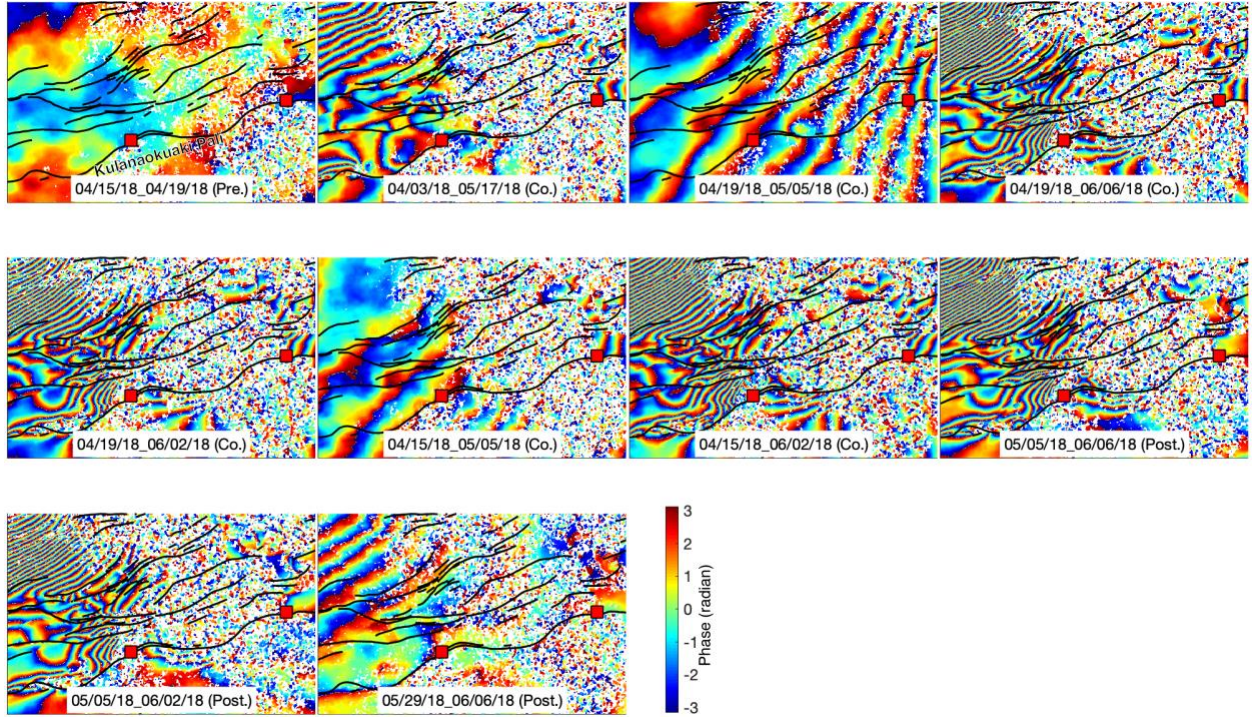 Kulanaokuaiki Pali
04/15/18_04/19/18 (Pre.)
04/03/18_05/17/18 (Co.)
04/19/18_05/05/18 (Co.)
04/19/18_06/06/18 (Co.)
04/19/18_06/02/18 (Co.)
04/15/18_05/05/18 (Co.)
04/15/18_06/02/18 (Co.)
05/05/18_06/06/18 (Post.)
05/05/18_06/02/18 (Post.)
05/29/18_06/06/18 (Post.)
3
2
1
0
-1
-2
-3
Phase (radian)